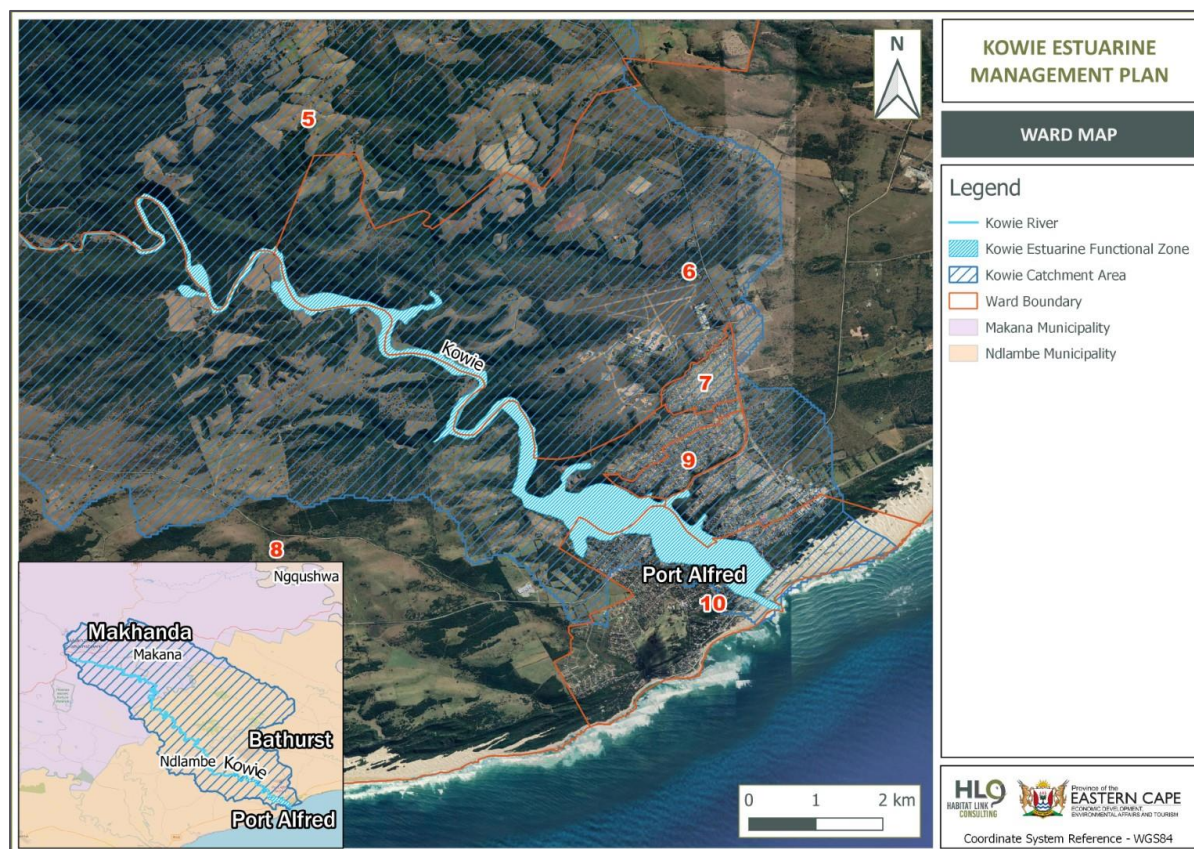 KOWIE ESTUARINE
MANAGEMENT PLAN
WARD MAP
Legend
Kowie River
Kowie Estuarine Functional Zone
Kowie Catchment Area
Ward Boundary
Makana Municipality
Ndlambe Municipality
N
5
6
Kowie
7
9
8
Port Alfred
10
Ngqushwa
Makhanda
Makana
Bathurst
Ndlambe
Kowie
Port Alfred
0 1 2 km
HL9
HABITAT LINK
CONSULTING
Province of the
EASTERN CAPE
ECONOMIC DEVELOPMENT,
ENVIRONMENTAL AFFAIRS AND TOURISM
Coordinate System Reference - WGS84